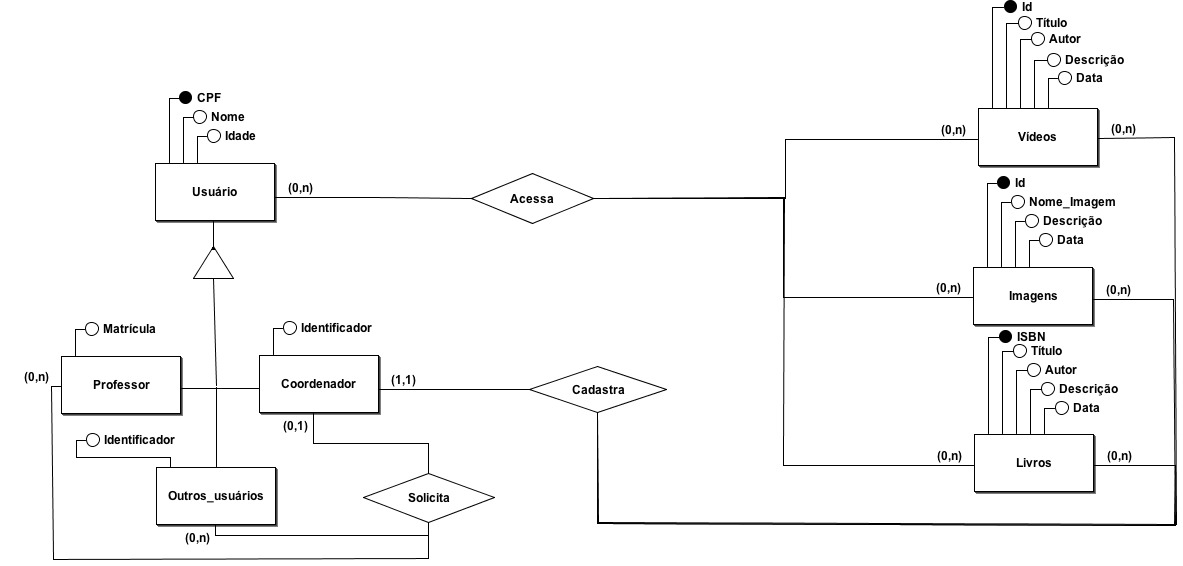 Id
Título
Autor
Descrição
Data
(0,n)
Vídeos
(0,n)
CPF
Nome
Idade
Usuário
(0,n)
Acessa
Id
Nome_Imagem
Descrição
Data
(0,n)
Imagens
(0,n)
Matrícula
Identificador
(0,n)
Professor
Coordenador
(1,1)
Cadastra
(0,1)
ISBN
Título
Autor
Descrição
Data
(0,n)
Livros
(0,n)
Identificador
Outros_usuários
(0,n)
Solicita